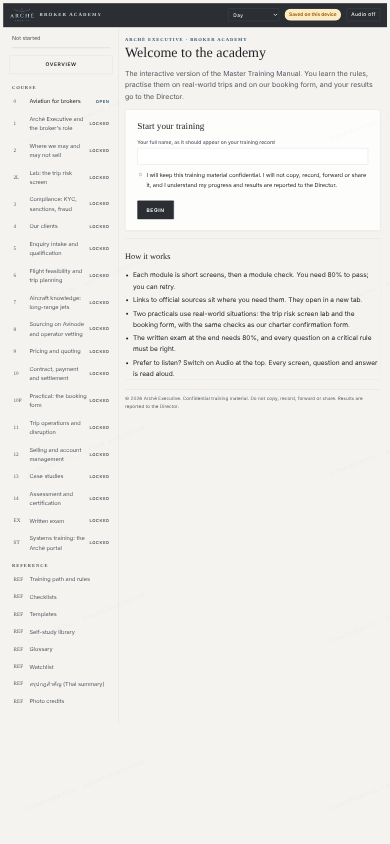 ARCHÉ BROKER ACADEMY
Day
Saved on this device
Audio off
Not started
OVERVIEW
COURSE
Aviation for brokers OPEN
1 Arché Executive and
the broker's role LOCKED
2 Where we may and
may not sell LOCKED
2L Lab: the trip risk
screen LOCKED
3 Compliance: KYC,
sanctions, fraud LOCKED
4 Our clients LOCKED
5 Enquiry intake and
qualification LOCKED
6 Flight feasibility and
trip planning LOCKED
7 Aircraft knowledge:
long-range jets LOCKED
8 Sourcing on Avinode
and operator vetting LOCKED
9 Pricing and quoting LOCKED
10 Contract, payment
and settlement LOCKED
10P Practical: the booking
form LOCKED
11 Trip operations and
disruption LOCKED
12 Selling and account
management LOCKED
13 Case studies LOCKED
14 Assessment and
certification LOCKED
EX Written exam LOCKED
ST Systems training: the
Arché portal LOCKED
REFERENCE
REF Training path and rules
REF Checklists
REF Templates
REF Self-study library
REF Glossary
REF Watchlist
REF (Thai summary)
REF Photo credits
ARCHÉ EXECUTIVE · BROKER ACADEMY
Welcome to the academy
The interactive version of the Master Training Manual. You learn the rules,
practise them on real-world trips and on our booking form, and your results
go to the Director.
Start your training
Your full name, as it should appear on your training record
I will keep this training material confidential. I will not copy, record, forward or share
it, and I understand my progress and results are reported to the Director.
BEGIN
How it works
• Each module is short screens, then a module check. You need 80% to pass;
you can retry.
• Links to official sources sit where you need them. They open in a new tab.
• Two practicals use real-world situations: the trip risk screen lab and the
booking form, with the same checks as our charter confirmation form.
• The written exam at the end needs 80%, and every question on a critical rule
must be right.
• Prefer to listen? Switch on Audio at the top. Every screen, question and answer
is read aloud.
© 2026 Arché Executive. Confidential training material. Do not copy, record, forward or share. Results are
reported to the Director.